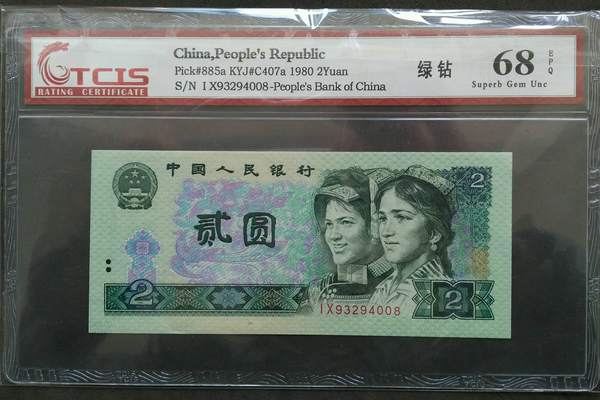 TCIS
RATING CERTIFICATE
China,People's Republic
Pick#885a KYJ#C407a 1980 2Yuan
S/N IX93294008-People's Bank of China
绿钻
68
EPQ
Superb Gem Unc
中国人民银行
2
贰圆
2
2
IX93294008